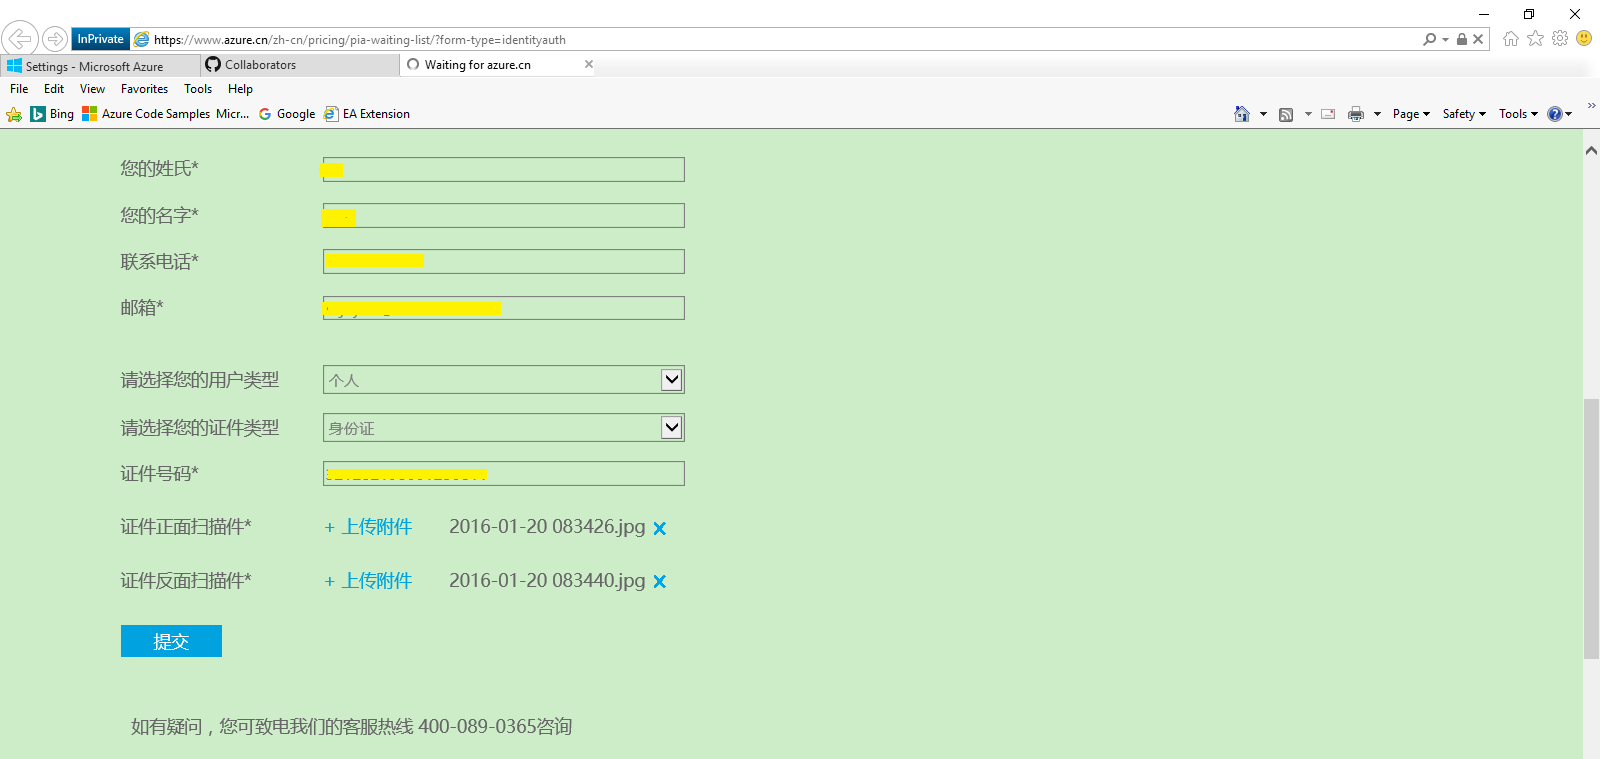 InPrivate https://www.azure.cn/zh-cn/pricing/pia-waiting-list/?form-type=identityauth
Settings - Microsoft Azure Collaborators Waiting for azure.cn
File Edit View Favorites Tools Help
Bing Azure Code Samples Micr... Google EA Extension Page Safety Tools
您的姓氏*
您的名字*
联系电话*
邮箱*
请选择您的用户类型 个人
请选择您的证件类型 身份证
证件号码*
证件正面扫描件* + 上传附件 2016-01-20 083426.jpg
证件反面扫描件* + 上传附件 2016-01-20 083440.jpg
提交
如有疑问，您可致电我们的客服热线 400-089-0365咨询